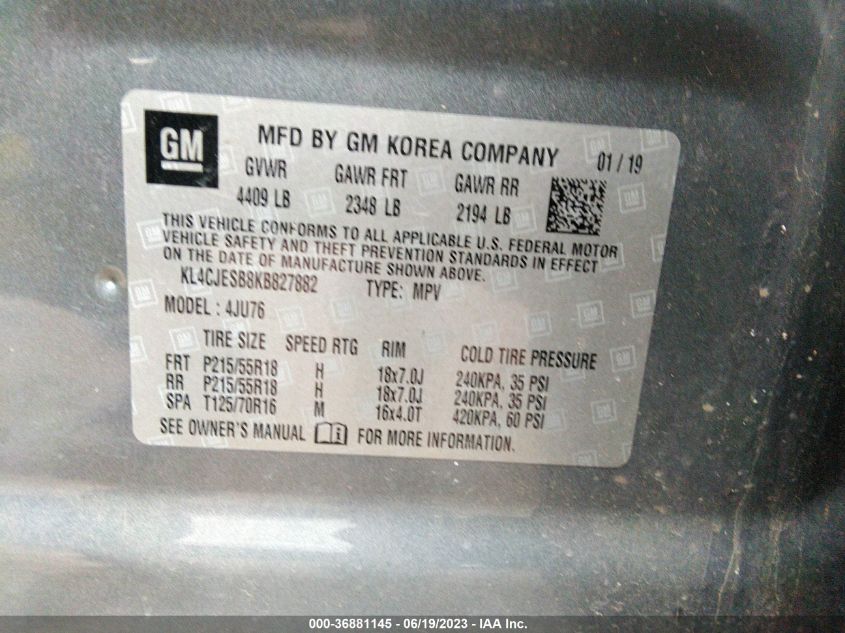 GM MFD BY GM KOREA COMPANY 01 / 19
GVWR GAWR FRT GAWR RR
4409 LB 2348 LB 2194 LB
THIS VEHICLE CONFORMS TO ALL APPLICABLE U.S. FEDERAL MOTOR
VEHICLE SAFETY AND THEFT PREVENTION STANDARDS IN EFFECT
ON THE DATE OF MANUFACTURE SHOWN ABOVE.
KL4CJESB8KB827882 TYPE: MPV
MODEL : 4JU76
TIRE SIZE SPEED RTG RIM COLD TIRE PRESSURE
FRT P215/55R18 H 18x7.0J 240KPA, 35 PSI
RR P215/55R18 H 18x7.0J 240KPA, 35 PSI
SPA T125/70R16 M 16x4.0T 420KPA, 60 PSI
SEE OWNER'S MANUAL FOR MORE INFORMATION.
000-36881145 - 06/19/2023 - IAA Inc.